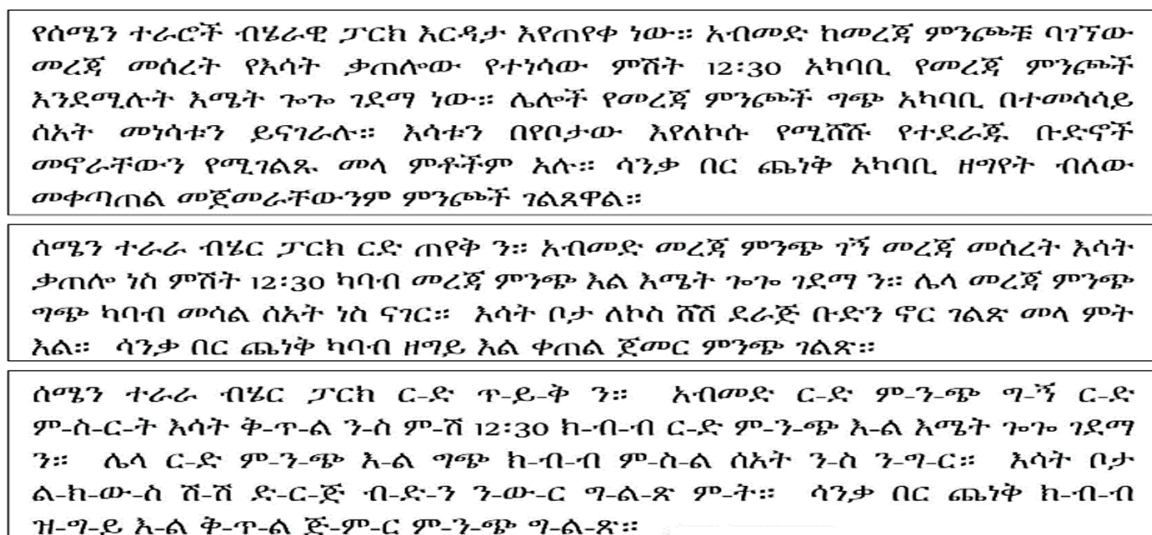 የሰሜን ተራሮች ብሄራዊ ፓርክ እርዳታ እየጠየቀ ነው። አብመድ ከመረጃ ምንጮቹ ባገኘው
መረጃ መሰረት የእሳት ቃጠሎው የተነሳው ምሽት 12፡30 አካባቢ የመረጃ ምንጮች
እንደሚሉት እሜት ጐጐ ገደማ ነው። ሌሎች የመረጃ ምንጮች ግጭ አካባቢ በተመሳሳይ
ሰአት መነሳቱን ይናገራሉ። እሳቱን በየቦታው እየለኮሱ የሚሸሹ የተደራጁ ቡድኖች
መኖራቸውን የሚገልጹ መላ ምቶችም አሉ። ሳንቃ በር ጨነቅ አካባቢ ዘግየት ብለው
መቀጣጠል መጀመራቸውንም ምንጮች ገልጸዋል።
ሰሜን ተራራ ብሄር ፓርክ ርድ ጠየቅ ን። አብመድ መረጃ ምንጭ ገኝ መረጃ መሰረት እሳት
ቃጠሎ ነስ ምሽት 12፡30 ካባብ መረጃ ምንጭ እል እሜት ጐጐ ገደማ ን። ሌላ መረጃ ምንጭ
ግጭ ካባብ መሳል ሰአት ነስ ናገር። እሳት ቦታ ለኮስ ሸሽ ደራጅ ቡድን ኖር ገልጽ መላ ምት
እል። ሳንቃ በር ጨነቅ ካባብ ዘግይ እል ቀጠል ጀመር ምንጭ ገልጽ።
ሰሜን ተራራ ብሄር ፓርክ ር-ድ ጥ-ይ-ቅ ን። አብመድ ር-ድ ም-ን-ጭ ግ-ኝ ር-ድ
ም-ስ-ር-ት እሳት ቅ-ጥ-ል ን-ስ ም-ሽ 12፡30 ክ-ብ-ብ ር-ድ ም-ን-ጭ እ-ል እሜት ጐጐ ገደማ
ን። ሌላ ር-ድ ም-ን-ጭ እ-ል ግጭ ክ-ብ-ብ ም-ስ-ል ሰአት ን-ስ ን-ግ-ር። እሳት ቦታ
ል-ክ-ው-ስ ሽ-ሽ ድ-ር-ጅ ብ-ድ-ን ን-ው-ር ግ-ል-ጽ ም-ት። ሳንቃ በር ጨነቅ ክ-ብ-ብ
ዝ-ግ-ይ እ-ል ቅ-ጥ-ል ጅ-ም-ር ም-ን-ጭ ግ-ል-ጽ።